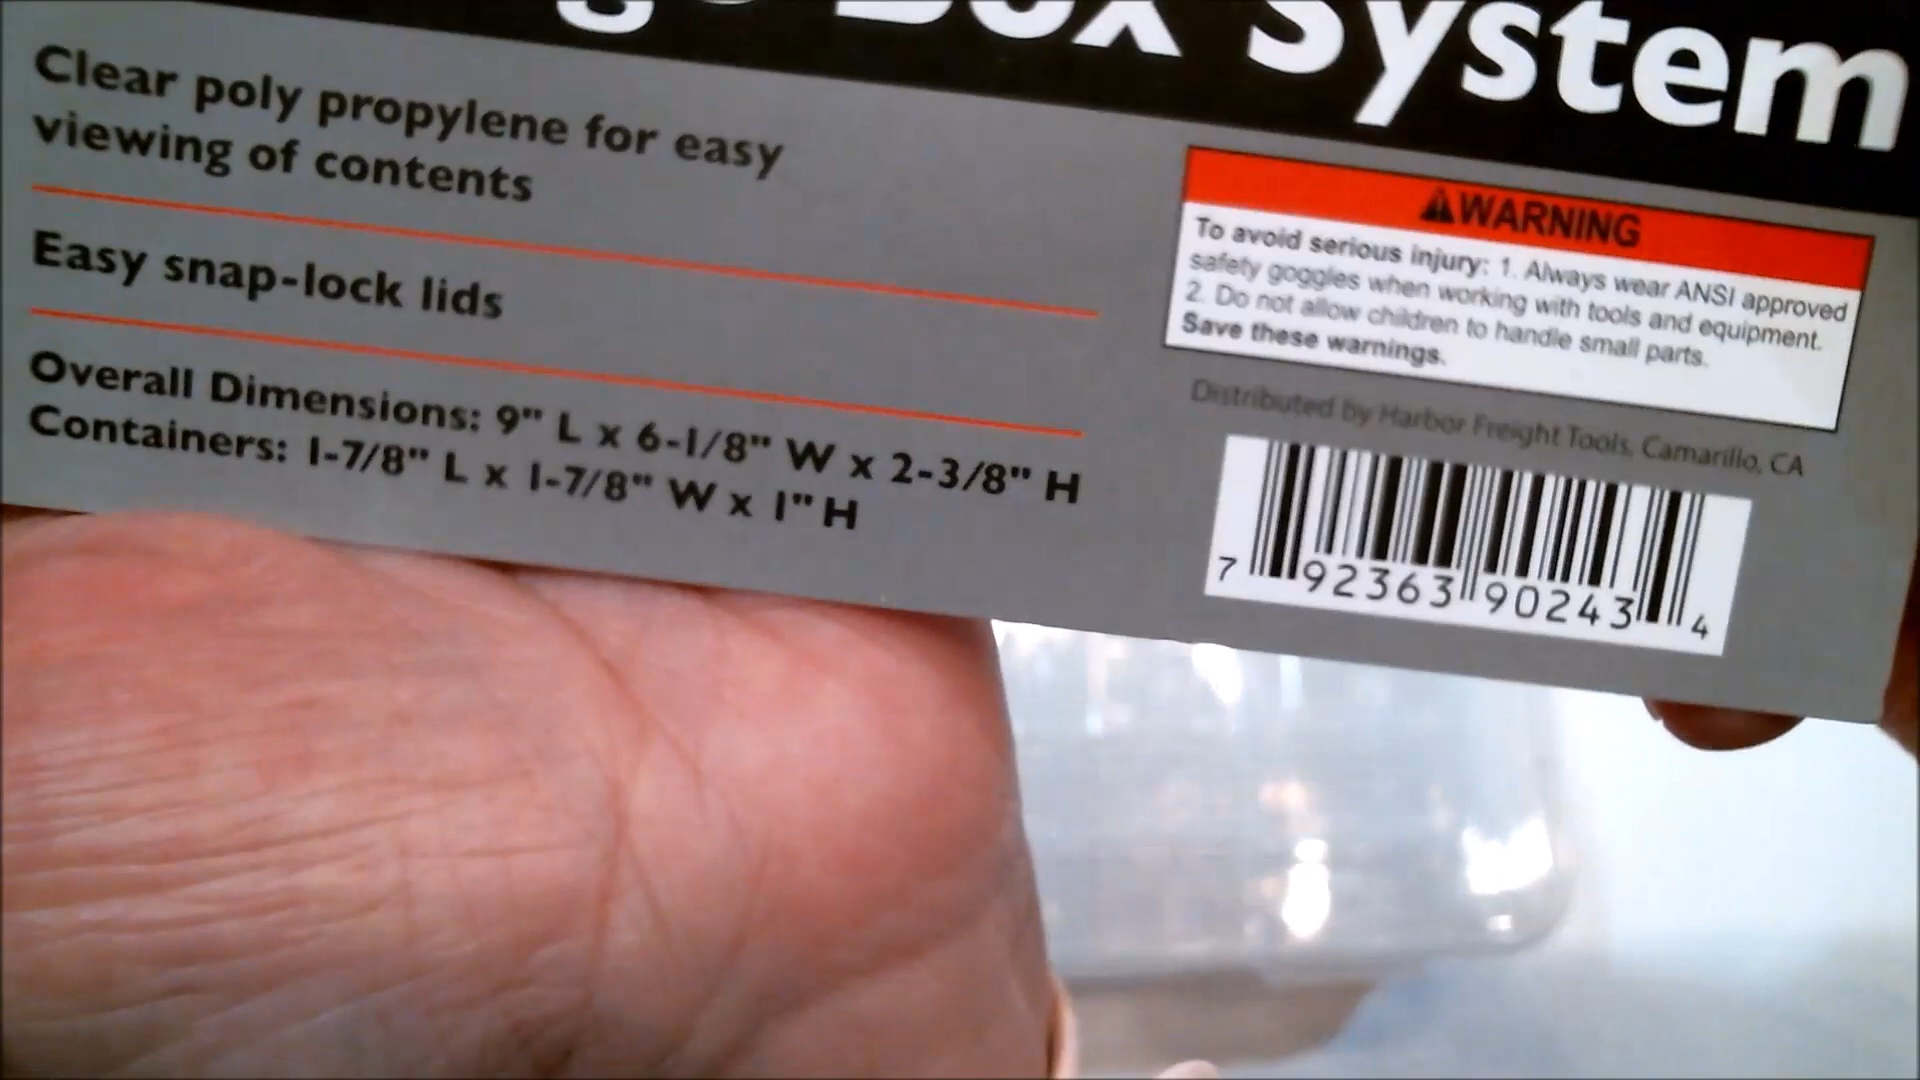 Box System
Clear poly propylene for easy
viewing of contents
Easy snap-lock lids
Overall Dimensions: 9" L x 6-1/8" W x 2-3/8" H
Containers: 1-7/8" L x 1-7/8" W x 1" H
WARNING
To avoid serious injury: 1. Always wear ANSI approved
safety goggles when working with tools and equipment.
2. Do not allow children to handle small parts.
Save these warnings.
Distributed by Harbor Freight Tools, Camarillo, CA
7 92363 90243 4